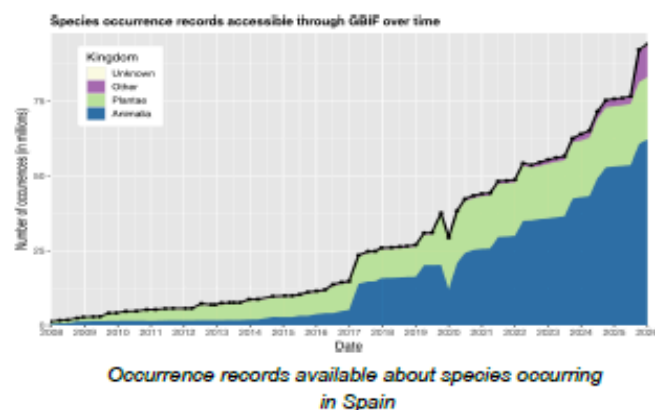 Species occurrence records accessible through GBIF over time
Kingdom
Unknown
Other
Plantae
Animalia
Number of occurrences (in millions)
75
50
25
0
2008 2009 2010 2011 2012 2013 2014 2015 2016 2017 2018 2019 2020 2021 2022 2023 2024 2025 2026
Date
Occurrence records available about species occurring
in Spain